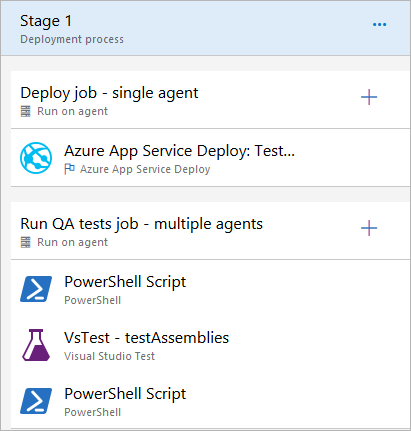 Stage 1
Deployment process
Deploy job - single agent
Run on agent
Azure App Service Deploy: Test...
Azure App Service Deploy
Run QA tests job - multiple agents
Run on agent
PowerShell Script
PowerShell
VsTest - testAssemblies
Visual Studio Test
PowerShell Script
PowerShell